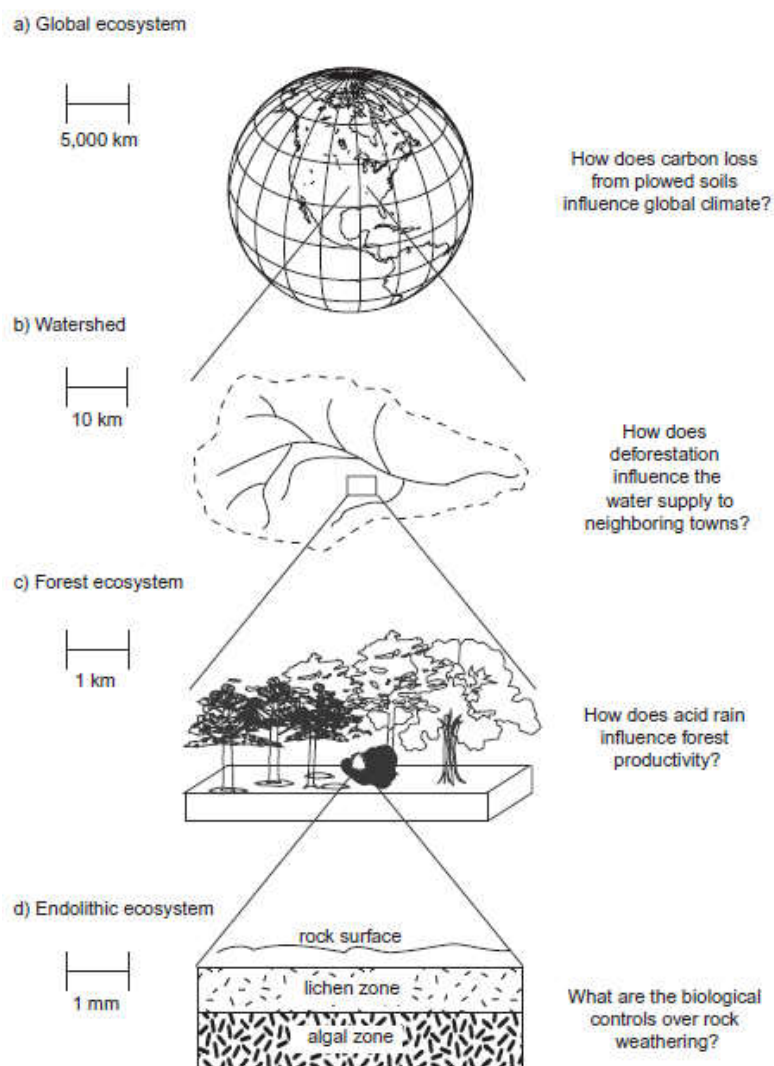 a) Global ecosystem
5,000 km
How does carbon loss
from plowed soils
influence global climate?
b) Watershed
10 km
How does
deforestation
influence the
water supply to
neighboring towns?
c) Forest ecosystem
1 km
How does acid rain
influence forest
productivity?
d) Endolithic ecosystem
rock surface
1 mm
lichen zone
algal zone
What are the biological
controls over rock
weathering?